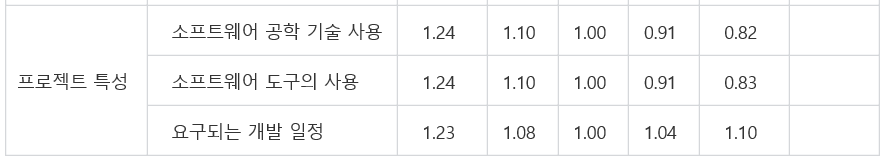 소프트웨어 공학 기술 사용 1.24 1.10 1.00 0.91 0.82
프로젝트 특성 소프트웨어 도구의 사용 1.24 1.10 1.00 0.91 0.83
요구되는 개발 일정 1.23 1.08 1.00 1.04 1.10